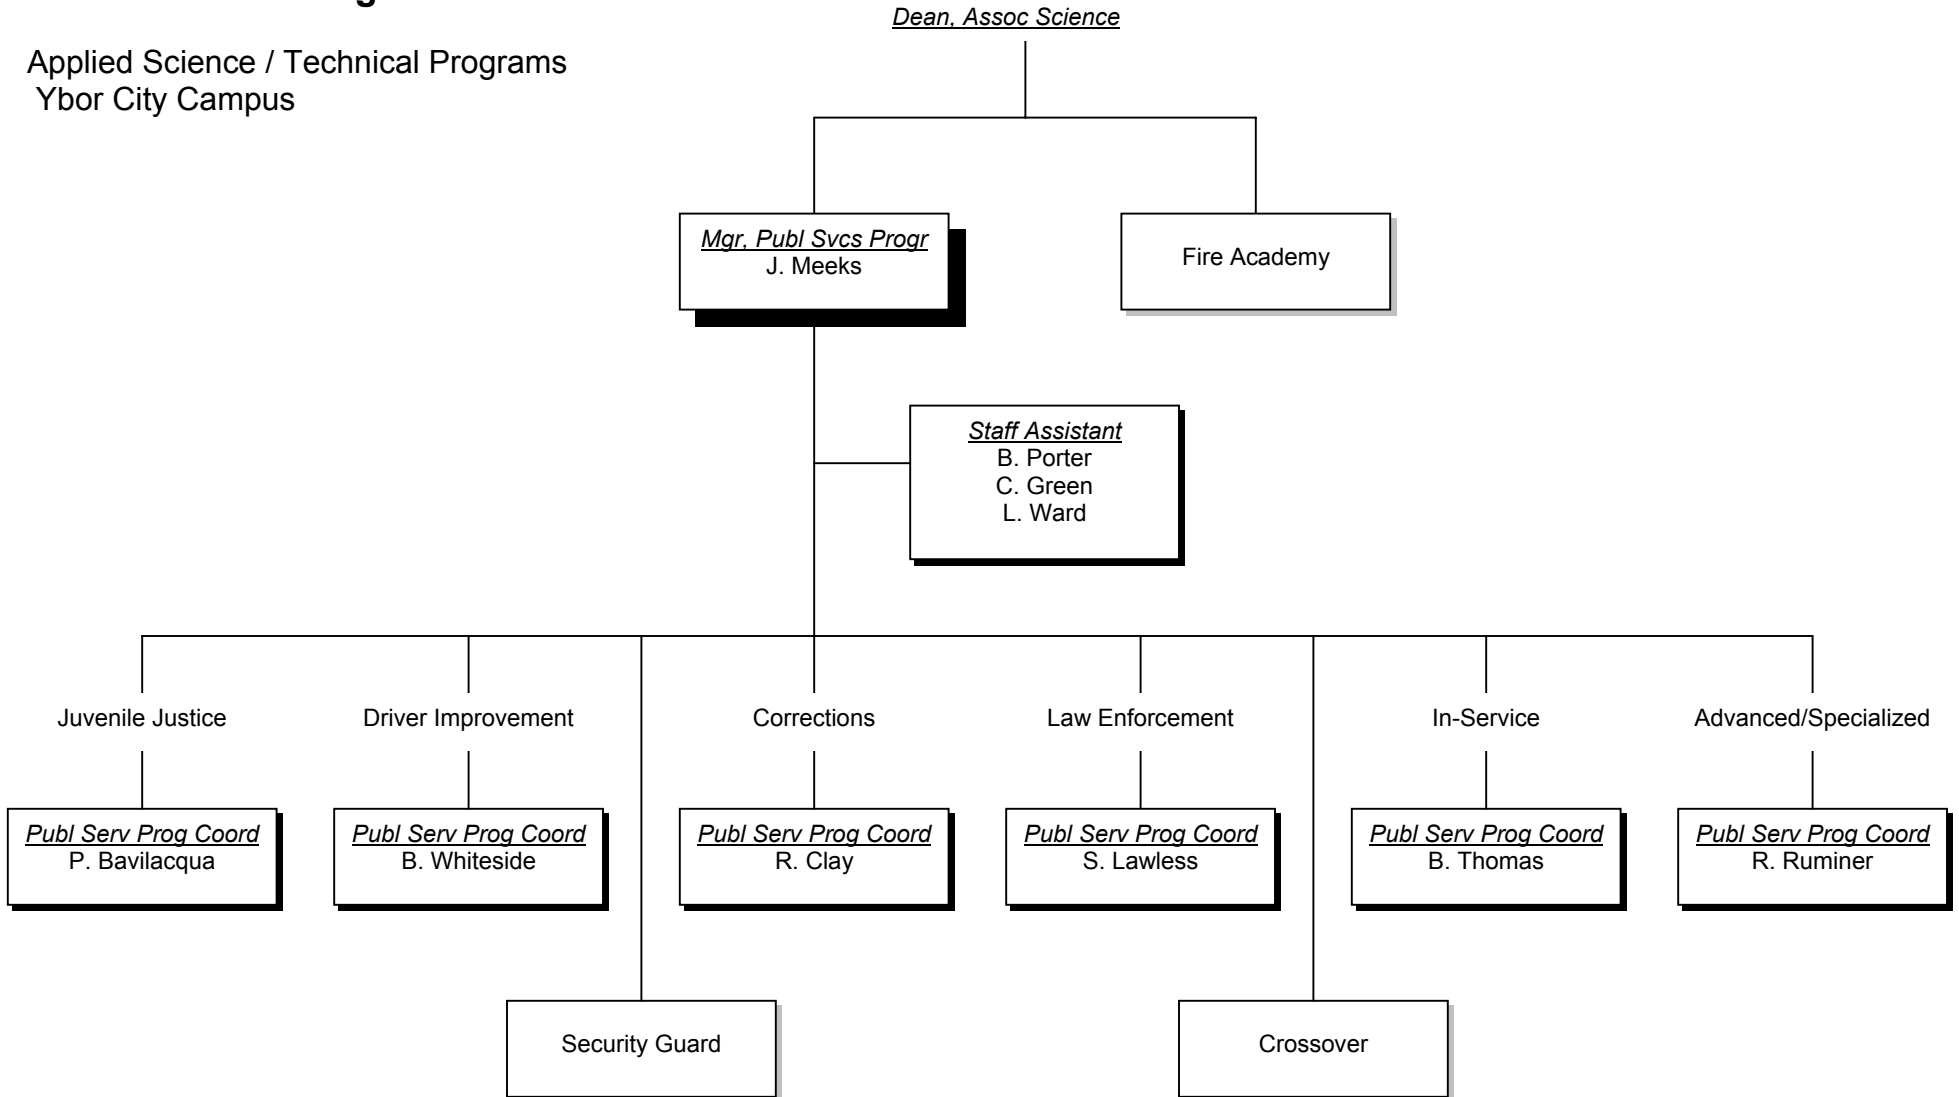 Dean, Assoc Science
Applied Science / Technical Programs
Ybor City Campus
Mgr, Publ Svcs Progr
J. Meeks
Fire Academy
Staff Assistant
B. Porter
C. Green
L. Ward
Juvenile Justice
Driver Improvement
Corrections
Law Enforcement
In-Service
Advanced/Specialized
Publ Serv Prog Coord
P. Bavilacqua
Publ Serv Prog Coord
B. Whiteside
Publ Serv Prog Coord
R. Clay
Publ Serv Prog Coord
S. Lawless
Publ Serv Prog Coord
B. Thomas
Publ Serv Prog Coord
R. Ruminer
Security Guard
Crossover